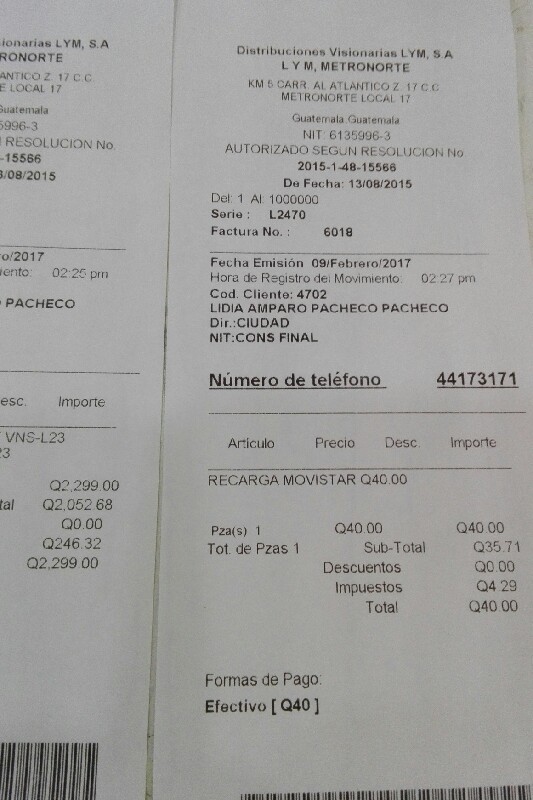 ionarias LYM, S.A
RONORTE
ANTICO Z. 17 C.C.
E LOCAL 17
Guatemala
5996-3
RESOLUCION No.
-15566
8/08/2015
o/2017
iento: 02:25 pm
PACHECO
esc. Importe
VNS-L23
23
Q2,299.00
tal Q2,052.68
Q0.00
Q246.32
Q2,299.00
Distribuciones Visionarias LYM, S.A
L Y M, METRONORTE
KM 5 CARR. AL ATLANTICO Z. 17 C.C.
METRONORTE LOCAL 17
Guatemala.Guatemala
NIT: 6135996-3
AUTORIZADO SEGUN RESOLUCION No.
2015-1-48-15566
De Fecha: 13/08/2015
Del: 1 Al: 1000000
Serie : L2470
Factura No. : 6018
Fecha Emisión 09/Febrero/2017
Hora de Registro del Movimiento: 02:27 pm
Cod. Cliente: 4702
LIDIA AMPARO PACHECO PACHECO
Dir.:CIUDAD
NIT:CONS FINAL
Número de teléfono 44173171
Articulo Precio Desc. Importe
RECARGA MOVISTAR Q40.00
Pza(s) 1 Q40.00 Q40.00
Tot. de Pzas 1 Sub-Total Q35.71
Descuentos Q0.00
Impuestos Q4.29
Total Q40.00
Formas de Pago:
Efectivo [ Q40 ]